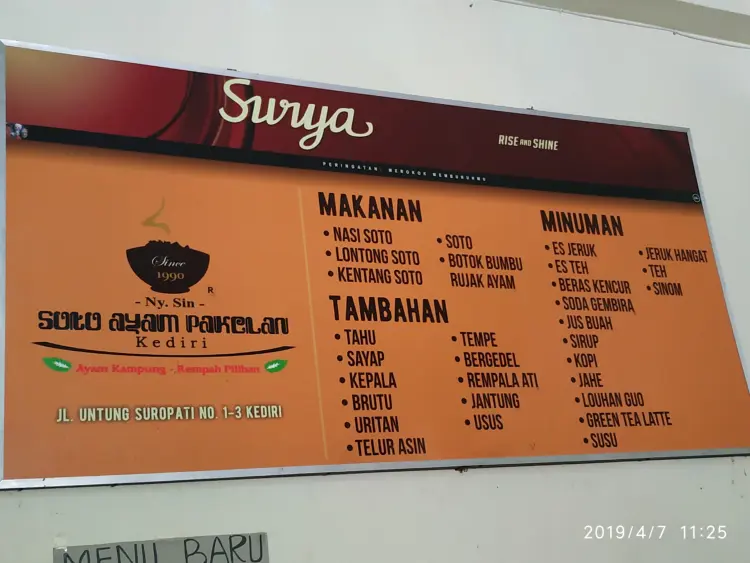 Surya
RISE AND SHINE
PERINGATAN: MEROKOK MEMBUNUHMU
Since
1990
R
- Ny. Sin -
SOTO AYAM PAKELAN
Kediri
Ayam Kampung - Rempah Pilihan
JL. UNTUNG SUROPATI NO. 1-3 KEDIRI
MAKANAN
• NASI SOTO
• LONTONG SOTO
• KENTANG SOTO
• SOTO
• BOTOK BUMBU
RUJAK AYAM
TAMBAHAN
• TAHU
• SAYAP
• KEPALA
• BRUTU
• URITAN
• TELUR ASIN
• TEMPE
• BERGEDEL
• REMPALA ATI
• JANTUNG
• USUS
MINUMAN
• ES JERUK
• ES TEH
• BERAS KENCUR
• SODA GEMBIRA
• JUS BUAH
• SIRUP
• KOPI
• JAHE
• LOUHAN GUO
• GREEN TEA LATTE
• SUSU
• JERUK HANGAT
• TEH
• SINOM
MENU BARU
2019/4/7 11:25